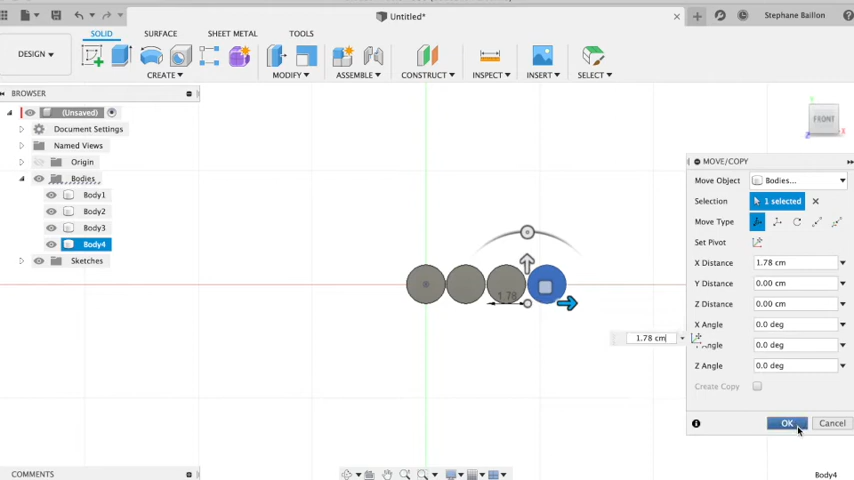 Untitled*
Stephane Baillon
DESIGN
SOLID SURFACE SHEET METAL TOOLS
CREATE MODIFY ASSEMBLE CONSTRUCT INSPECT INSERT SELECT
BROWSER
(Unsaved)
Document Settings
Named Views
Origin
Bodies
Body1
Body2
Body3
Body4
Sketches
FRONT
Y
X
Z
1.78
1.78 cm
MOVE/COPY
Move Object Bodies...
Selection 1 selected
Move Type
Set Pivot
X Distance 1.78 cm
Y Distance 0.00 cm
Z Distance 0.00 cm
X Angle 0.0 deg
Angle 0.0 deg
Z Angle 0.0 deg
Create Copy
OK Cancel
COMMENTS
Body4